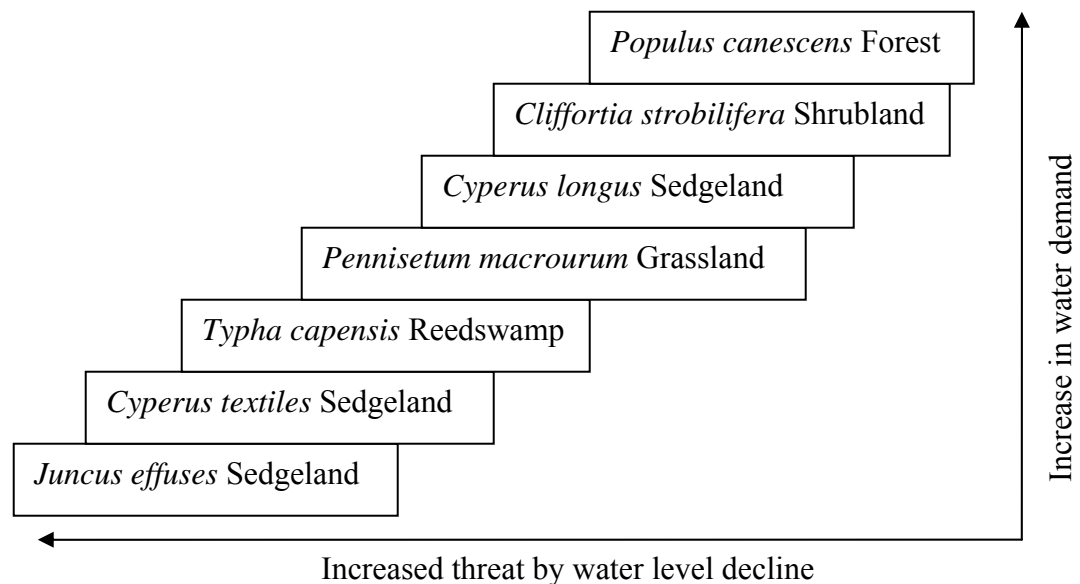 Populus canescens Forest
Cliffortia strobilifera Shrubland
Cyperus longus Sedgeland
Pennisetum macrourum Grassland
Typha capensis Reedswamp
Cyperus textiles Sedgeland
Juncus effuses Sedgeland
Increase in water demand
Increased threat by water level decline